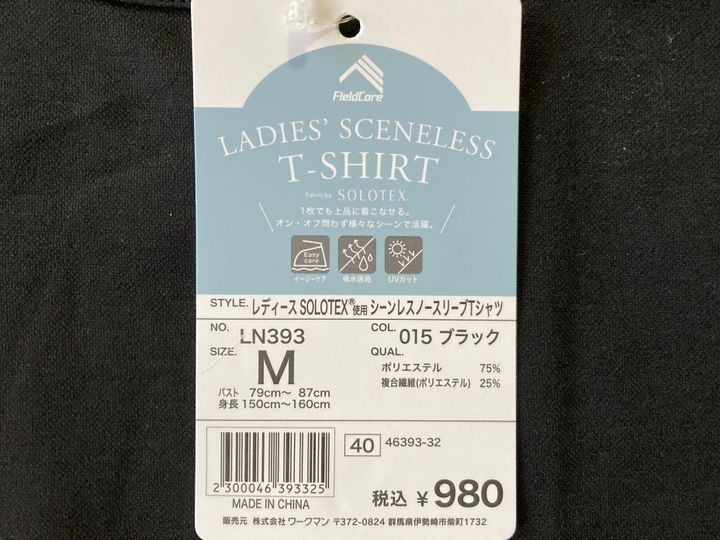 FieldCore
LADIES' SCENELESS
T-SHIRT
Fabric by SOLOTEX®
1枚でも上品に着こなせる。
オン・オフ問わず様々なシーンで活躍。
Easy care
イージーケア 吸水速乾 UVカット
STYLE. レディース SOLOTEX®使用 シーンレスノースリーブTシャツ
NO. LN393 COL. 015 ブラック
SIZE. M QUAL.
ポリエステル 75%
複合繊維(ポリエステル) 25%
バスト 79cm〜 87cm
身長 150cm〜160cm
40 46393-32
2 300046 393325
MADE IN CHINA
税込 ¥980
販売元 株式会社 ワークマン 〒372-0824 群馬県伊勢崎市柴町1732